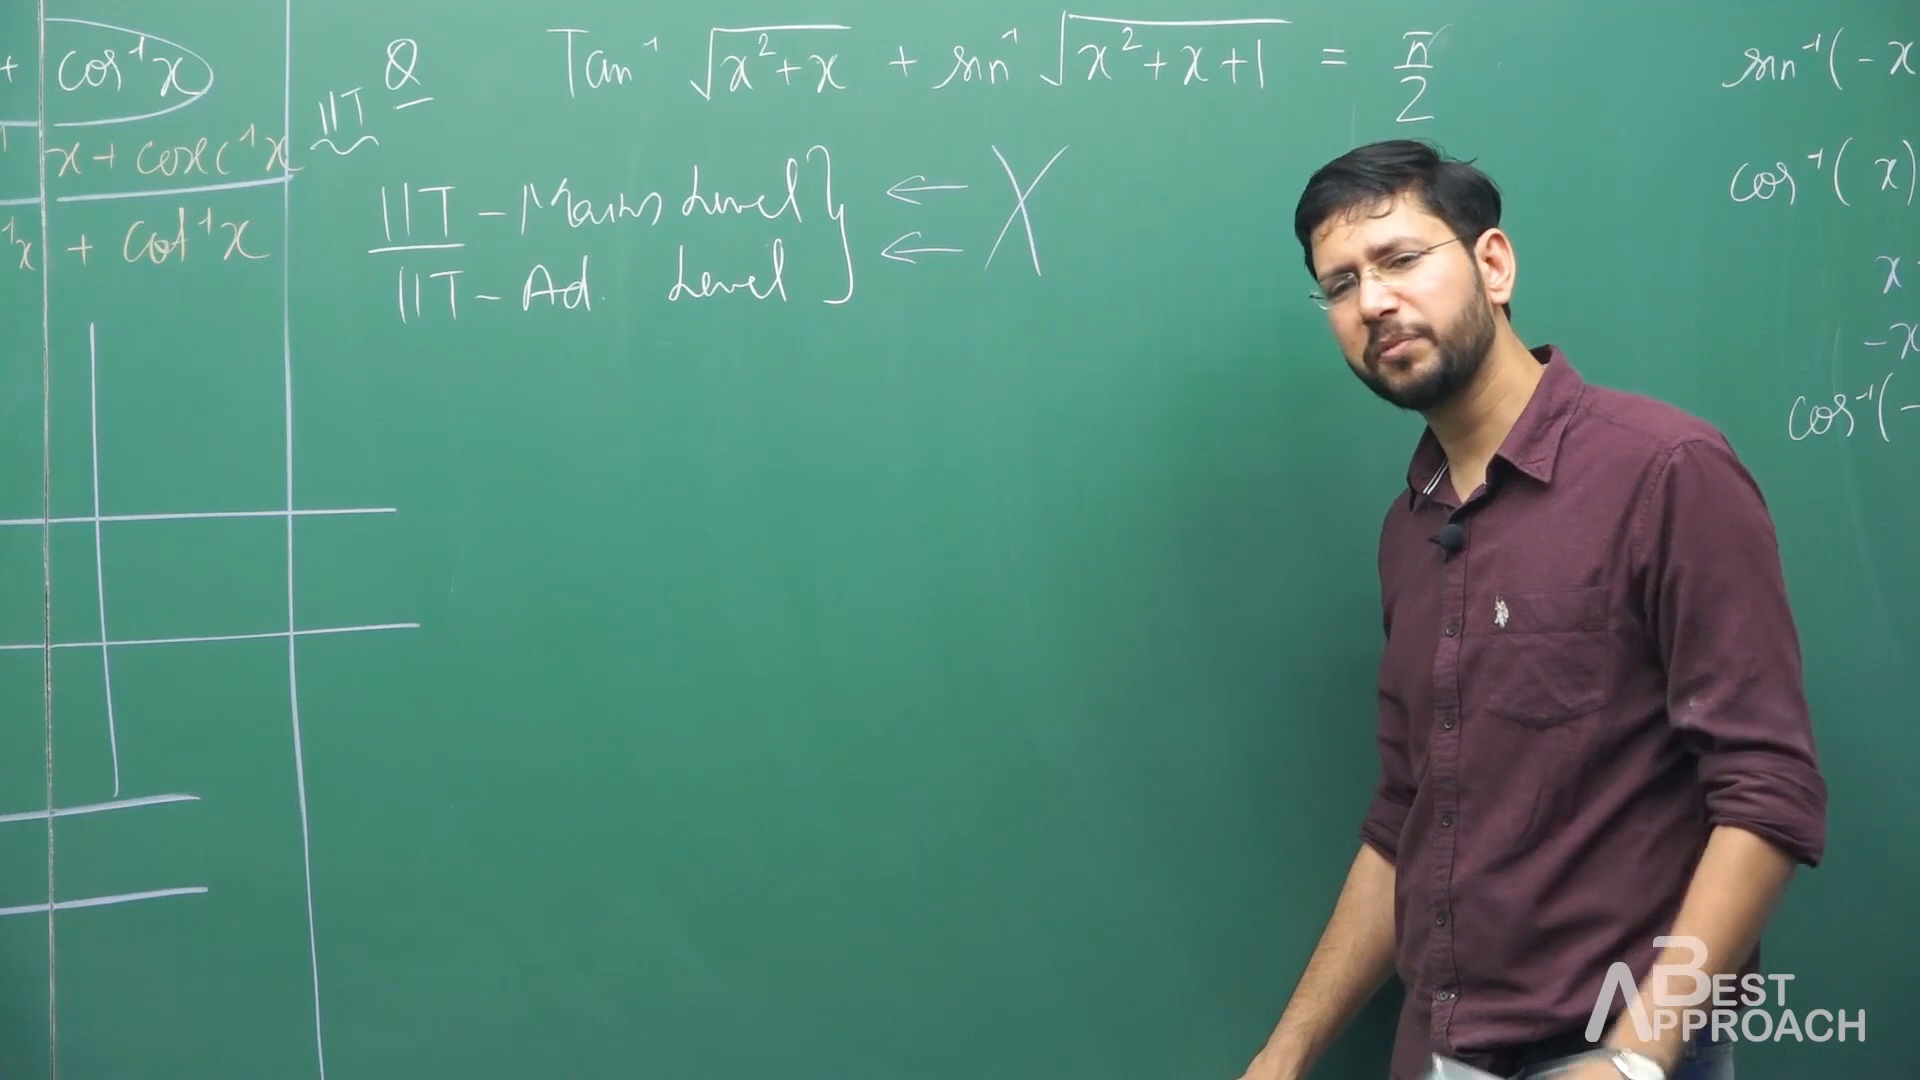 + cos⁻¹x
x + cosec⁻¹x
⁻¹x + cot⁻¹x
IIT
Q Tan⁻¹ √x²+x + sin⁻¹ √x²+x+1 = π/2
IIT - Mains Level } ← X
IIT - Ad. Level } ←
sin⁻¹(-x
cos⁻¹( x)
x
-x
cos⁻¹(-
BEST
APPROACH